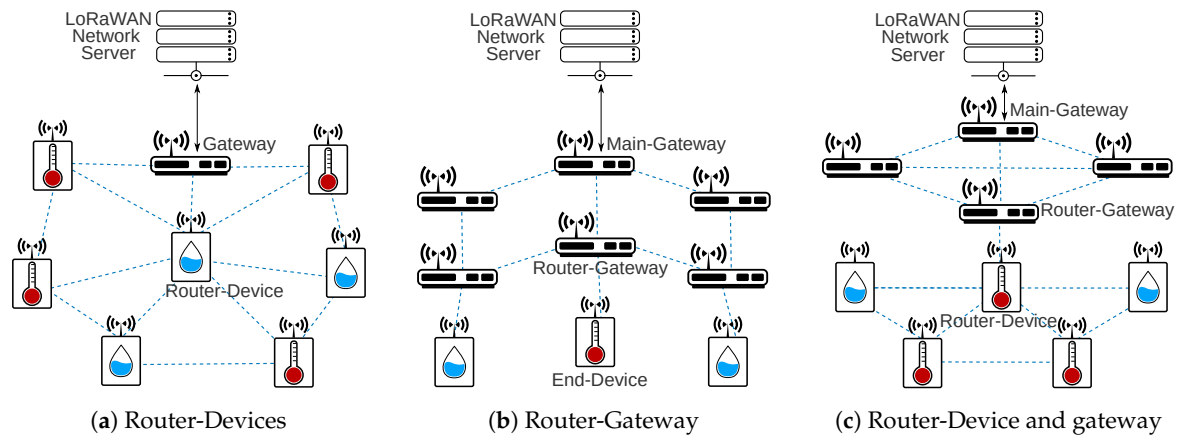 LoRaWAN
Network
Server
Gateway
Router-Device
(a) Router-Devices
LoRaWAN
Network
Server
Main-Gateway
Router-Gateway
End-Device
(b) Router-Gateway
LoRaWAN
Network
Server
Main-Gateway
Router-Gateway
Router-Device
(c) Router-Device and gateway